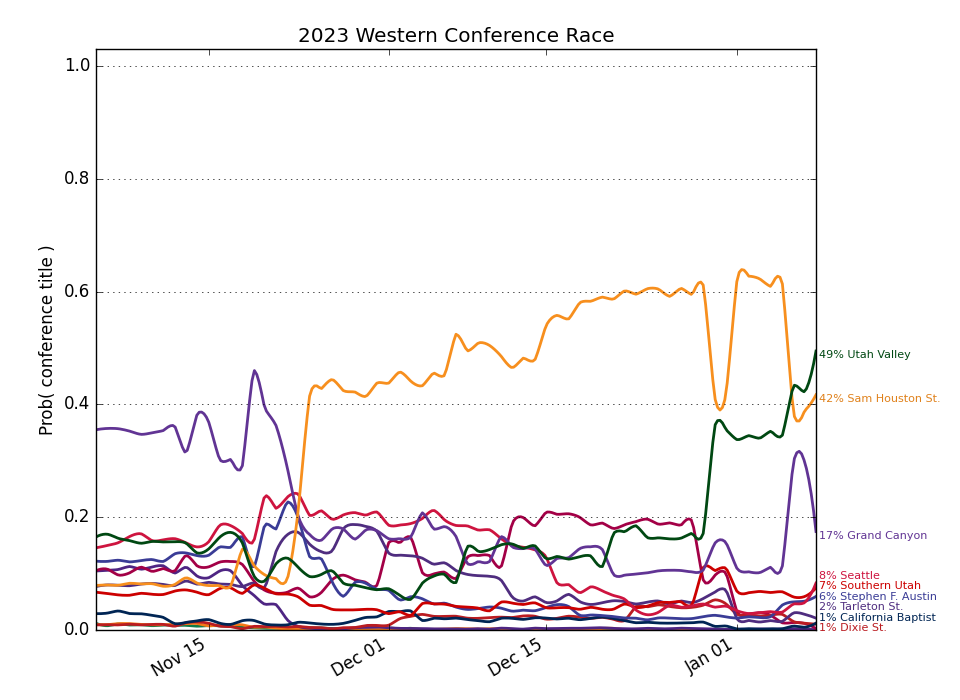 2023 Western Conference Race
Prob( conference title )
1.0
0.8
0.6
0.4
0.2
0.0
Nov 15
Dec 01
Dec 15
Jan 01
49% Utah Valley
42% Sam Houston St.
17% Grand Canyon
8% Seattle
7% Southern Utah
6% Stephen F. Austin
2% Tarleton St.
1% California Baptist
1% Dixie St.